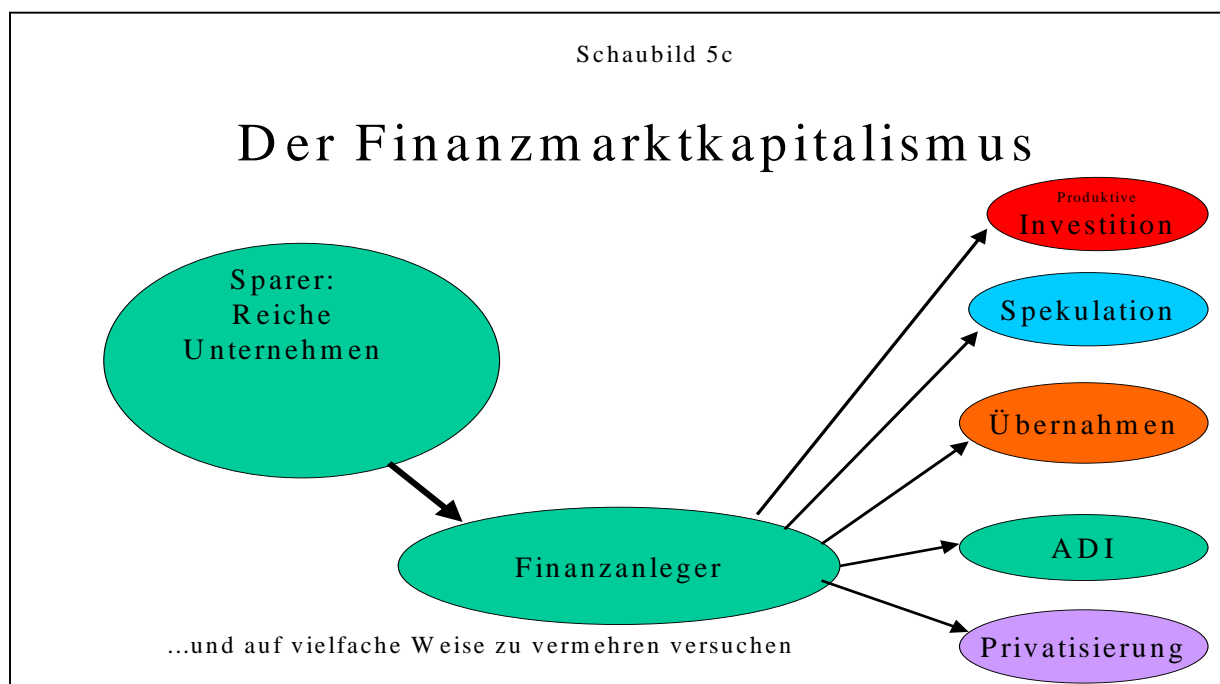 Schaubild 5c
Der Finanzmarktkapitalismus
Produktive
Investition
Sparer:
Reiche
Unternehmen
Spekulation
Übernahmen
ADI
Finanzanleger
Privatisierung
...und auf vielfache Weise zu vermehren versuchen